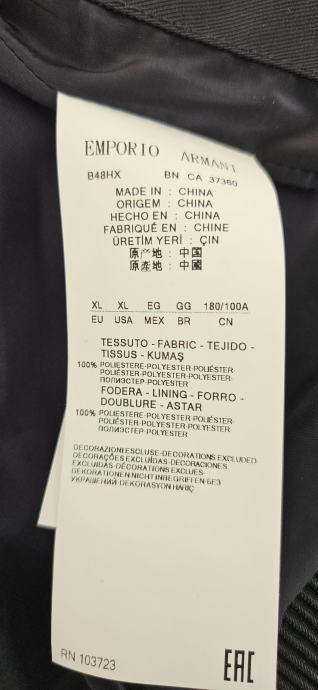 EMPORIO ARMANI
B48HX BN CA 37360
MADE IN : CHINA
ORIGEM : CHINA
HECHO EN : CHINA
FABRIQUÉ EN : CHINE
ÜRETİM YERİ : ÇIN
原产地 : 中国
原產地 : 中國
XL XL EG GG 180/100A
EU USA MEX BR CN
TESSUTO - FABRIC - TEJIDO -
TISSUS - KUMAŞ
100% POLIESTERE-POLYESTER-POLIÉSTER-
POLIÉSTER-POLYESTER-POLYESTER-
ПОЛИЭСТЕР-POLYESTER
FODERA - LINING - FORRO -
DOUBLURE - ASTAR
100% POLIESTERE-POLYESTER-POLIÉSTER-
POLIÉSTER-POLYESTER-POLYESTER-
ПОЛИЭСТЕР-POLYESTER
DECORAZIONI ESCLUSE-DECORATIONS EXCLUDED-
DECORAÇÕES EXCLUÍDAS-DECORACIONES
EXCLUIDAS-DÉCORATIONS EXCLUES-
DEKORATIONEN NICHT INBEGRIFFEN-БЕЗ
УКРАШЕНИЙ-DEKORASYON HARİÇ
RN 103723 EAC